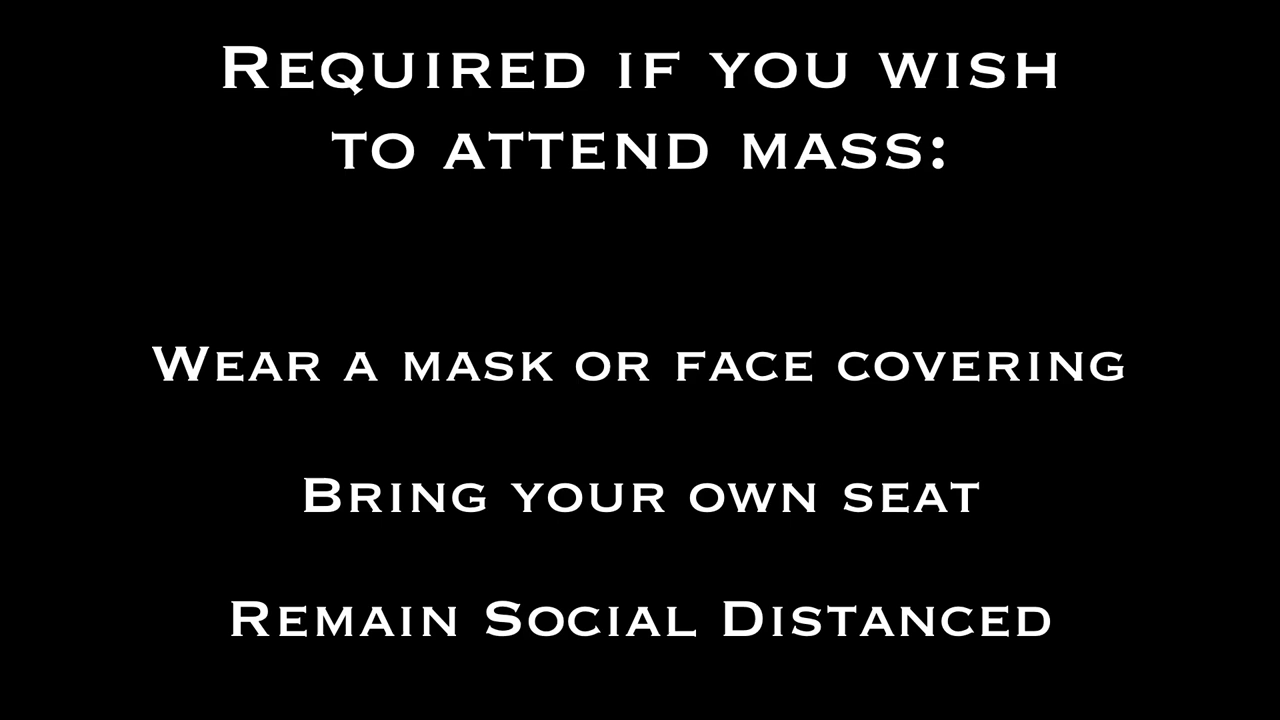 Required if you wish
to attend mass:
Wear a mask or face covering
Bring your own seat
Remain Social Distanced